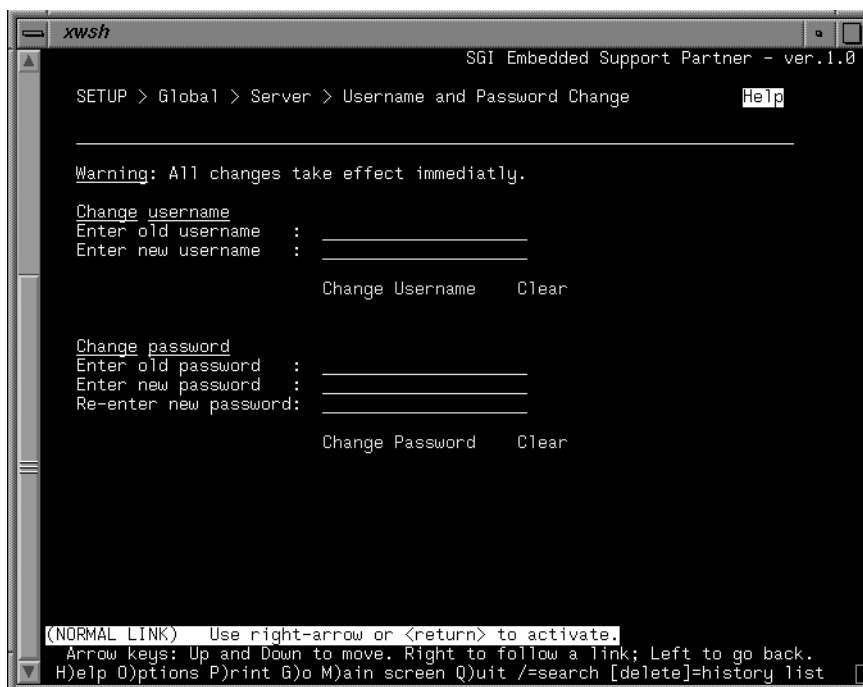 xwsh
SGI Embedded Support Partner - ver.1.0
SETUP > Global > Server > Username and Password Change Help
Warning: All changes take effect immediatly.
Change username
Enter old username :
Enter new username :
Change Username Clear
Change password
Enter old password :
Enter new password :
Re-enter new password:
Change Password Clear
(NORMAL LINK) Use right-arrow or <return> to activate.
Arrow keys: Up and Down to move. Right to follow a link; Left to go back.
H)elp O)ptions P)rint G)o M)ain screen Q)uit /=search [delete]=history list